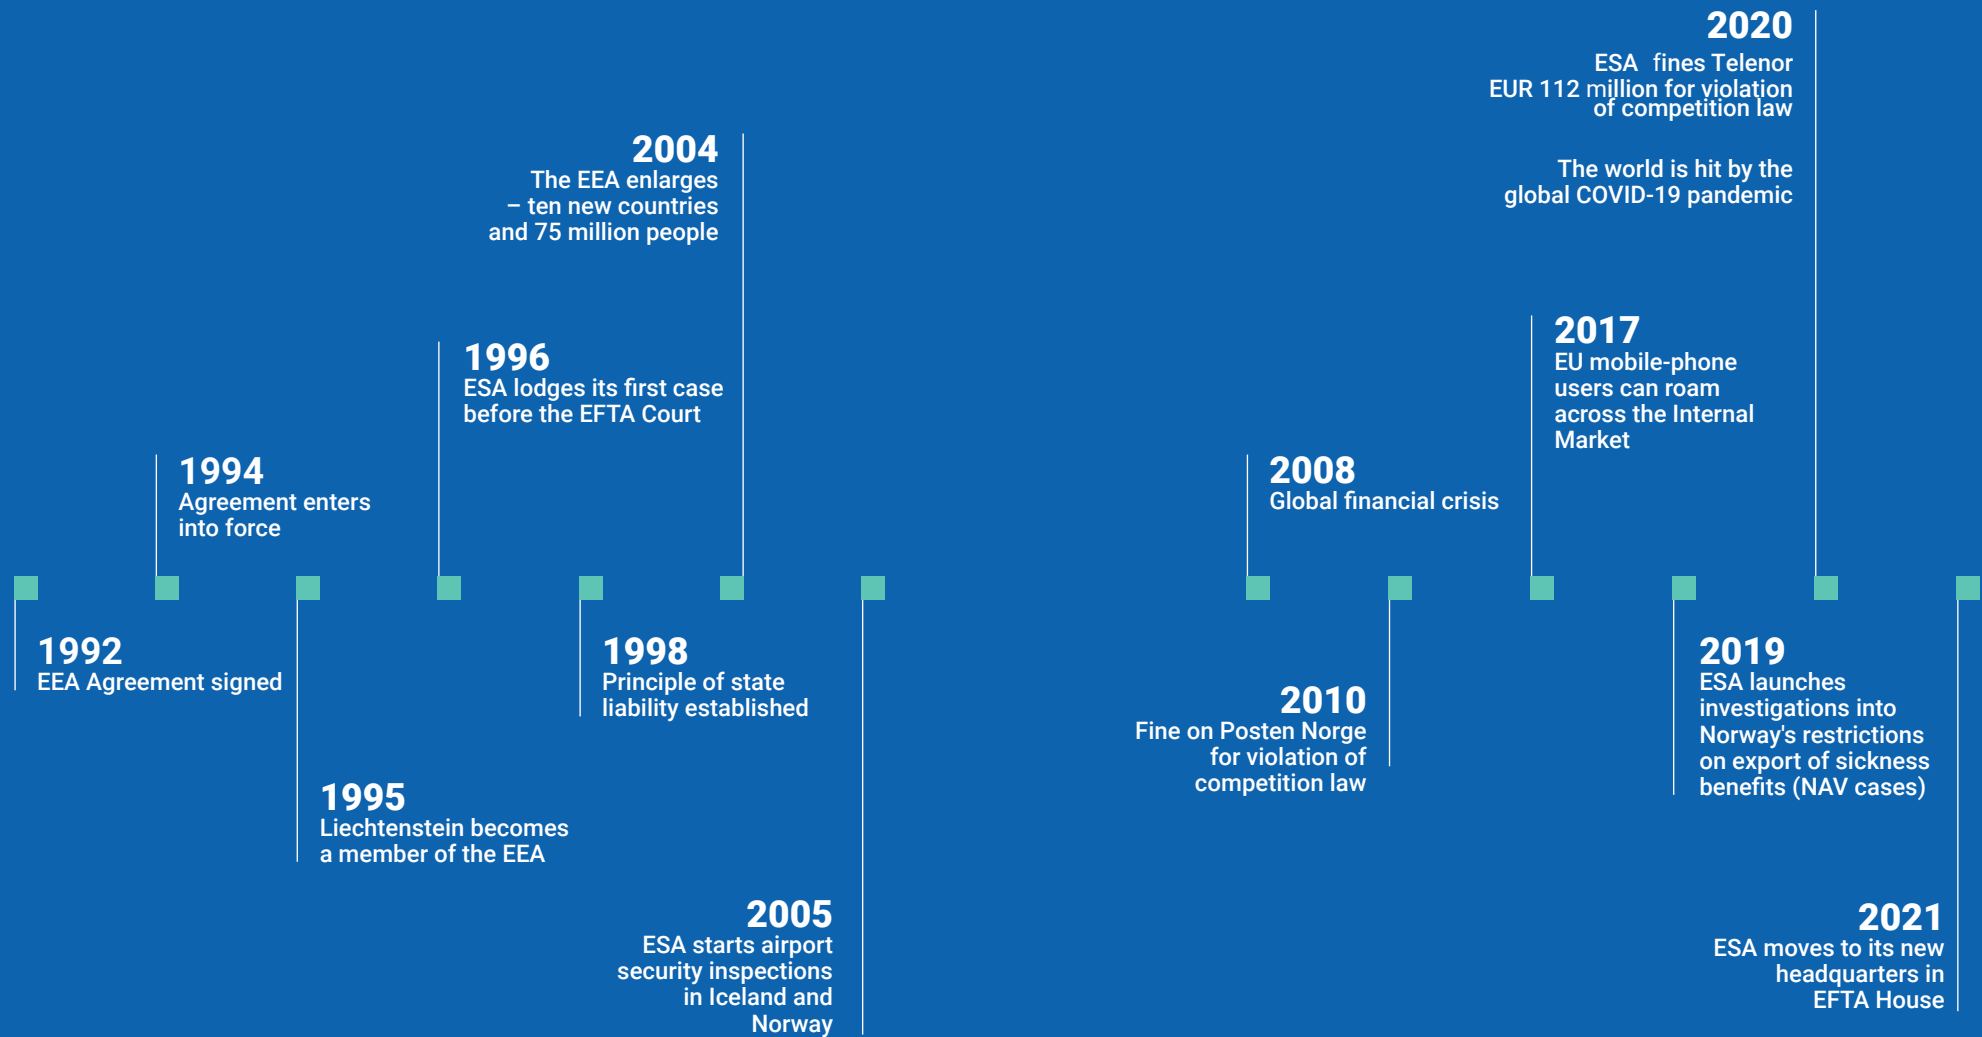 1992
EEA Agreement signed
1994
Agreement enters
into force
1995
Liechtenstein becomes
a member of the EEA
1996
ESA lodges its first case
before the EFTA Court
1998
Principle of state
liability established
2004
The EEA enlarges
– ten new countries
and 75 million people
2005
ESA starts airport
security inspections
in Iceland and
Norway
2008
Global financial crisis
2010
Fine on Posten Norge
for violation of
competition law
2017
EU mobile-phone
users can roam
across the Internal
Market
2019
ESA launches
investigations into
Norway's restrictions
on export of sickness
benefits (NAV cases)
2020
ESA fines Telenor
EUR 112 million for violation
of competition law
The world is hit by the
global COVID-19 pandemic
2021
ESA moves to its new
headquarters in
EFTA House